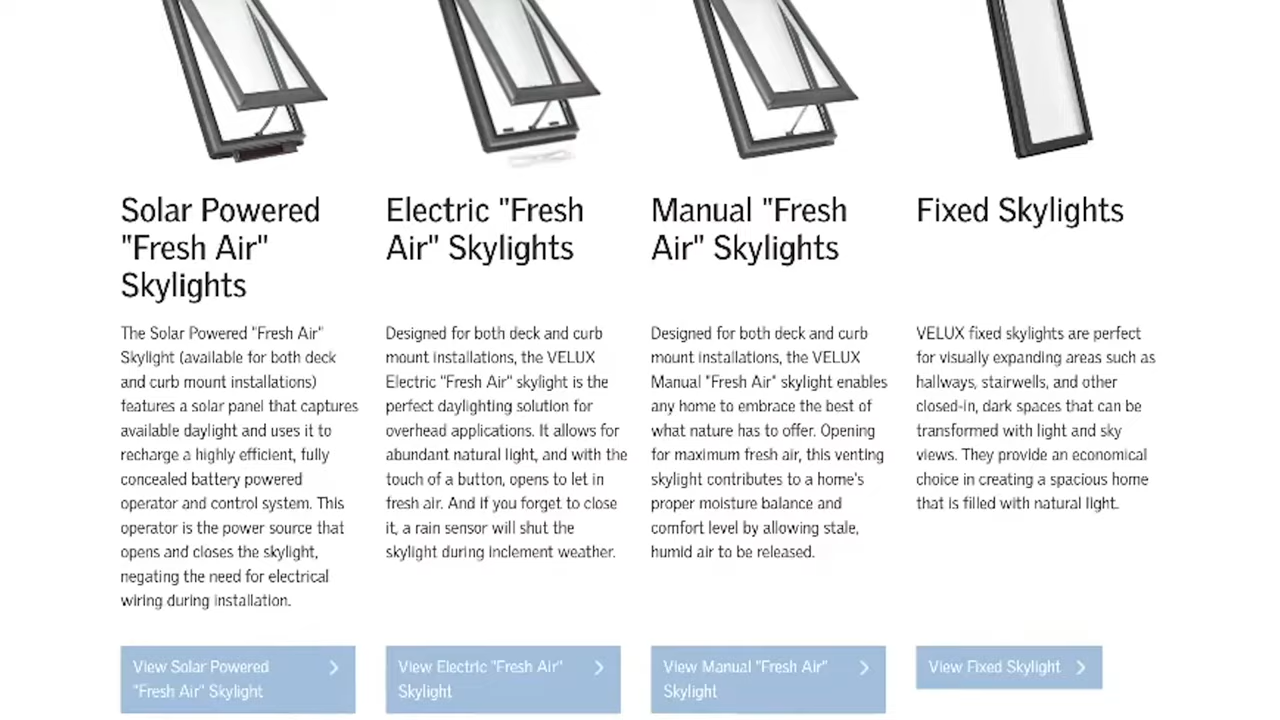 Solar Powered
"Fresh Air"
Skylights
The Solar Powered "Fresh Air"
Skylight (available for both deck
and curb mount installations)
features a solar panel that captures
available daylight and uses it to
recharge a highly efficient, fully
concealed battery powered
operator and control system. This
operator is the power source that
opens and closes the skylight,
negating the need for electrical
wiring during installation.
View Solar Powered
"Fresh Air" Skylight
Electric "Fresh
Air" Skylights
Designed for both deck and curb
mount installations, the VELUX
Electric "Fresh Air" skylight is the
perfect daylighting solution for
overhead applications. It allows for
abundant natural light, and with the
touch of a button, opens to let in
fresh air. And if you forget to close
it, a rain sensor will shut the
skylight during inclement weather.
View Electric "Fresh Air"
Skylight
Manual "Fresh
Air" Skylights
Designed for both deck and curb
mount installations, the VELUX
Manual "Fresh Air" skylight enables
any home to embrace the best of
what nature has to offer. Opening
for maximum fresh air, this venting
skylight contributes to a home's
proper moisture balance and
comfort level by allowing stale,
humid air to be released.
View Manual "Fresh Air"
Skylight
Fixed Skylights
VELUX fixed skylights are perfect
for visually expanding areas such as
hallways, stairwells, and other
closed-in, dark spaces that can be
transformed with light and sky
views. They provide an economical
choice in creating a spacious home
that is filled with natural light.
View Fixed Skylight